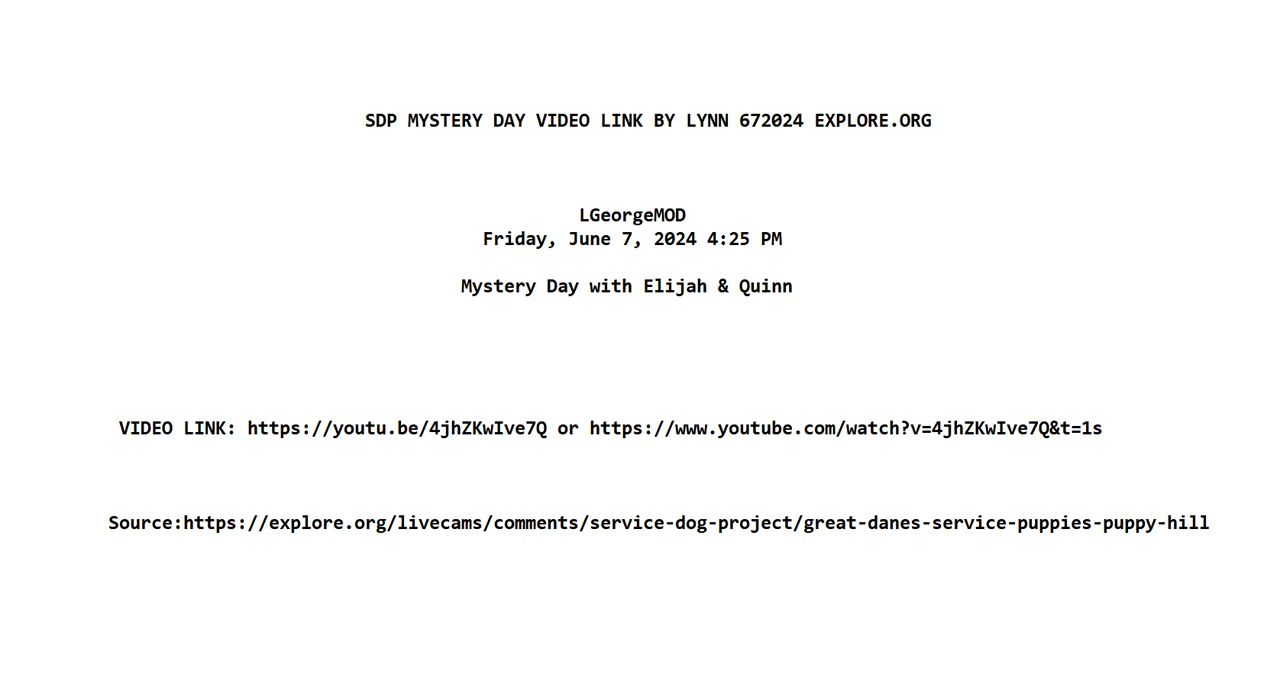 SDP MYSTERY DAY VIDEO LINK BY LYNN 672024 EXPLORE.ORG
LGeorgeMOD
Friday, June 7, 2024 4:25 PM
Mystery Day with Elijah & Quinn
VIDEO LINK: https://youtu.be/4jhZKwIve7Q or https://www.youtube.com/watch?v=4jhZKwIve7Q&t=1s
Source:https://explore.org/livecams/comments/service-dog-project/great-danes-service-puppies-puppy-hill